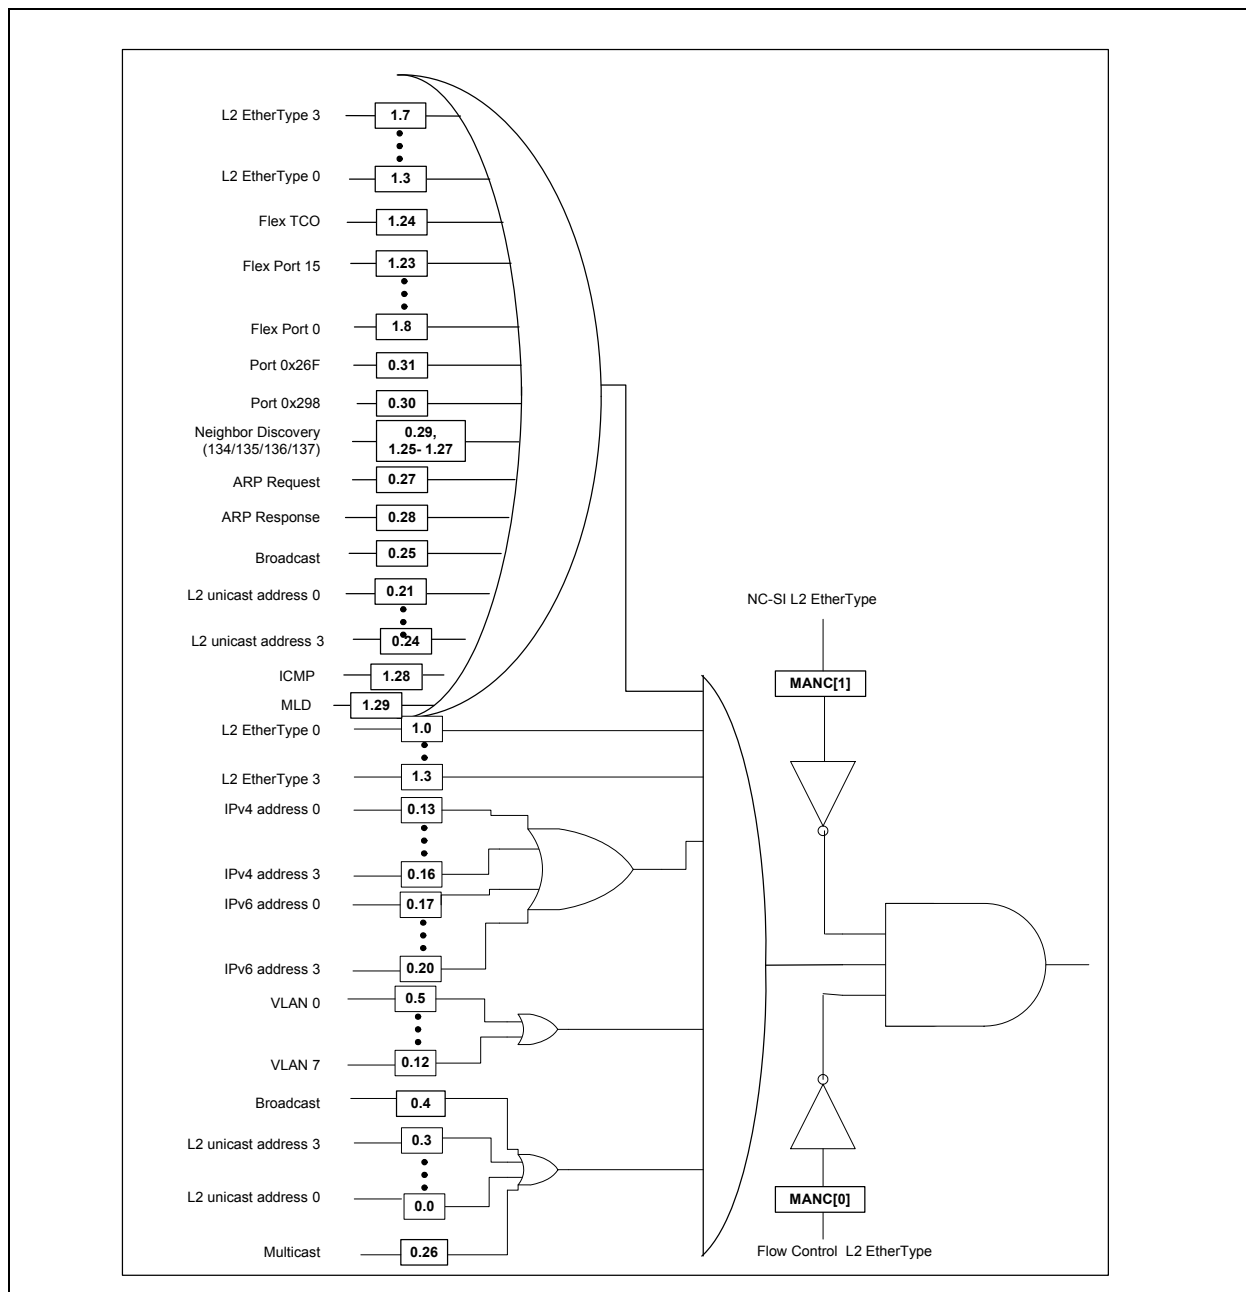 L2 EtherType 3 1.7
L2 EtherType 0 1.3
Flex TCO 1.24
Flex Port 15 1.23
Flex Port 0 1.8
Port 0x26F 0.31
Port 0x298 0.30
Neighbor Discovery 0.29,
(134/135/136/137) 1.25- 1.27
ARP Request 0.27
ARP Response 0.28
Broadcast 0.25
L2 unicast address 0 0.21
L2 unicast address 3 0.24
ICMP 1.28
MLD 1.29
L2 EtherType 0 1.0
L2 EtherType 3 1.3
IPv4 address 0 0.13
IPv4 address 3 0.16
IPv6 address 0 0.17
IPv6 address 3 0.20
VLAN 0 0.5
VLAN 7 0.12
Broadcast 0.4
L2 unicast address 3 0.3
L2 unicast address 0 0.0
Multicast 0.26
NC-SI L2 EtherType
MANC[1]
MANC[0]
Flow Control L2 EtherType